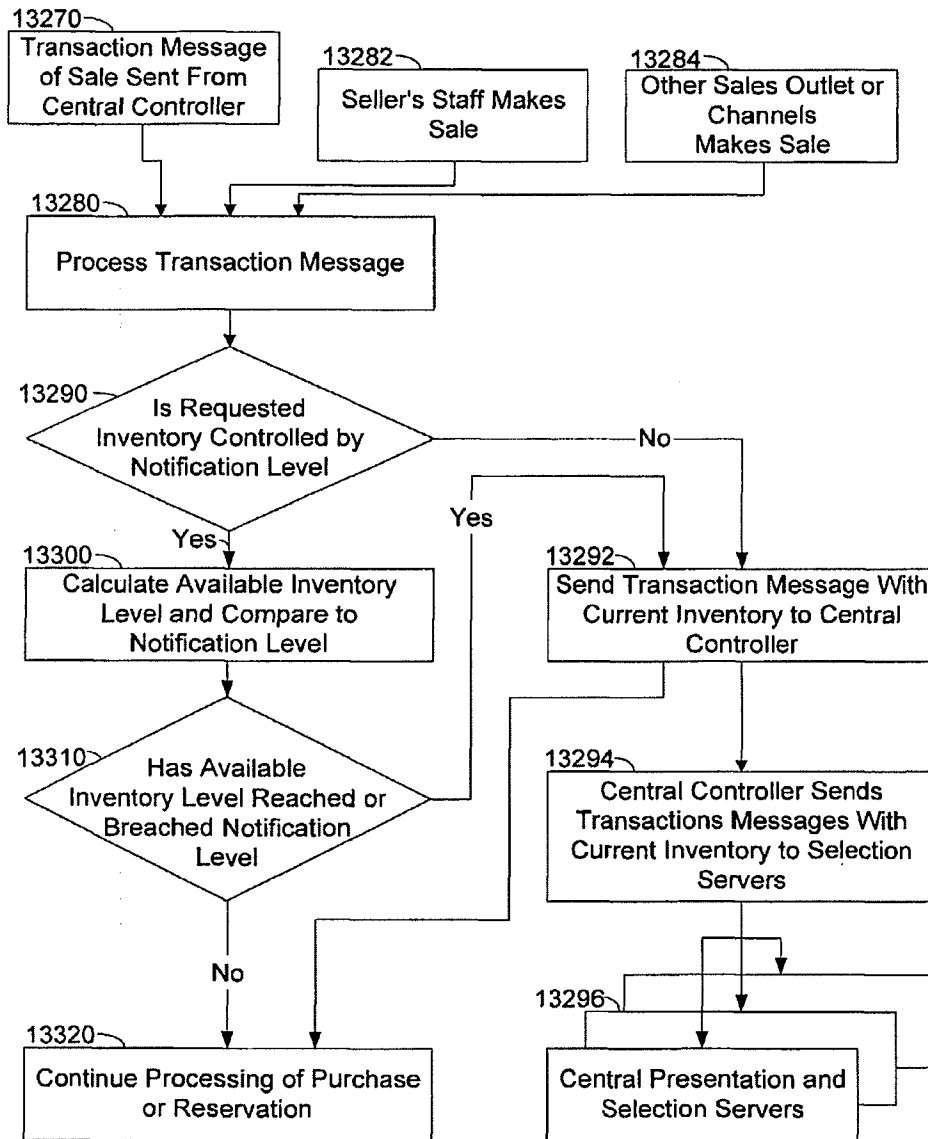 13270
Transaction Message
of Sale Sent From
Central Controller
13282
Seller's Staff Makes
Sale
13284
Other Sales Outlet or
Channels
Makes Sale
13280
Process Transaction Message
13290
Is Requested
Inventory Controlled by
Notification Level
No
Yes
Yes
13300
Calculate Available Inventory
Level and Compare to
Notification Level
13292
Send Transaction Message With
Current Inventory to Central
Controller
13310
Has Available
Inventory Level Reached or
Breached Notification
Level
13294
Central Controller Sends
Transactions Messages With
Current Inventory to Selection
Servers
No
13296
Central Presentation and
Selection Servers
13320
Continue Processing of Purchase
or Reservation